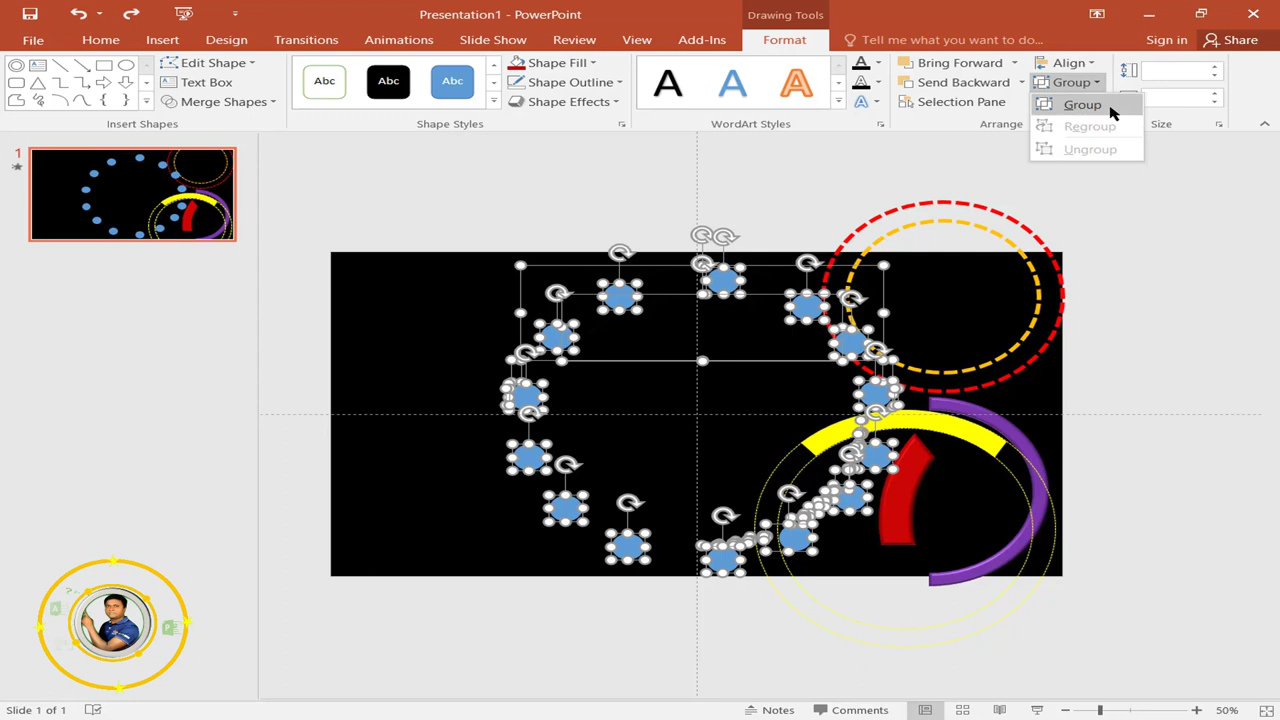 Presentation1 - PowerPoint
Drawing Tools
File
Home
Insert
Design
Transitions
Animations
Slide Show
Review
View
Add-Ins
Format
Tell me what you want to do...
Sign in
Share
Edit Shape
Text Box
Merge Shapes
Insert Shapes
Abc
Abc
Abc
Shape Fill
Shape Outline
Shape Effects
Shape Styles
A
A
A
WordArt Styles
Bring Forward
Send Backward
Selection Pane
Arrange
Align
Group
Group
Regroup
Ungroup
Size
1
Slide 1 of 1
Notes
Comments
50%